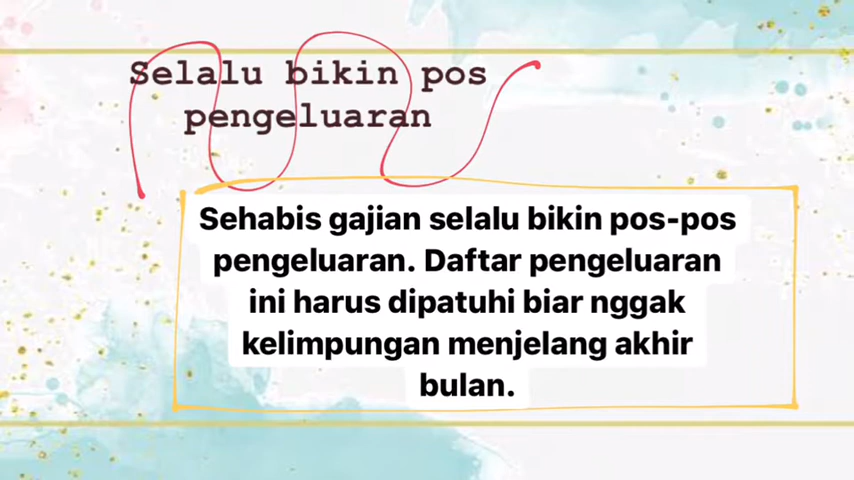 Selalu bikin pos
pengeluaran
Sehabis gajian selalu bikin pos-pos
pengeluaran. Daftar pengeluaran
ini harus dipatuhi biar nggak
kelimpungan menjelang akhir
bulan.